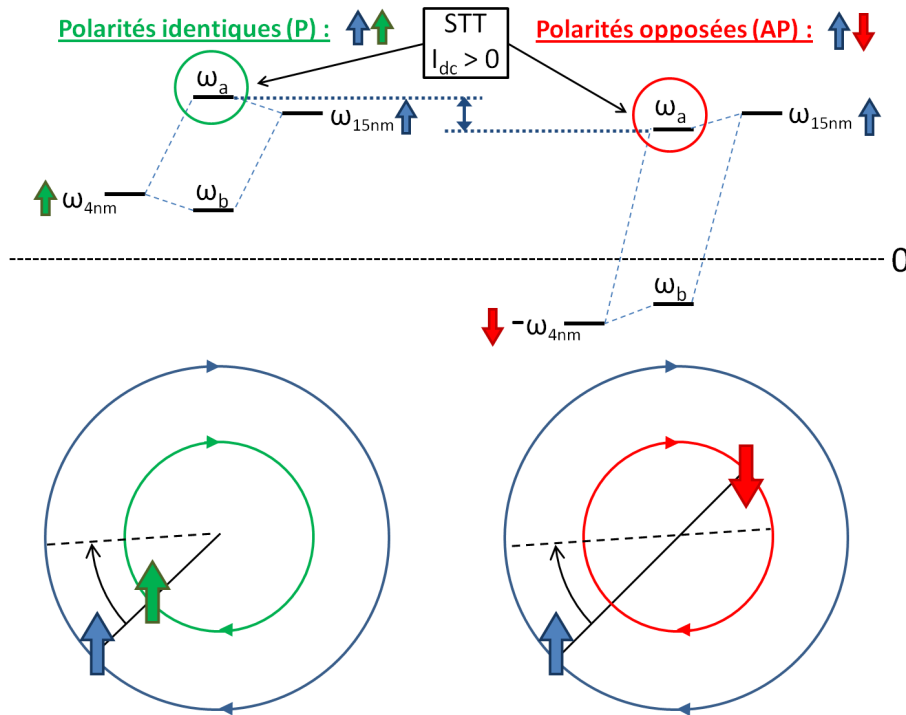 Polarités identiques (P) :
STT
I_dc > 0
Polarités opposées (AP) :
ω_a
ω_15nm
ω_4nm
ω_b
ω_a
ω_15nm
0
ω_b
-ω_4nm